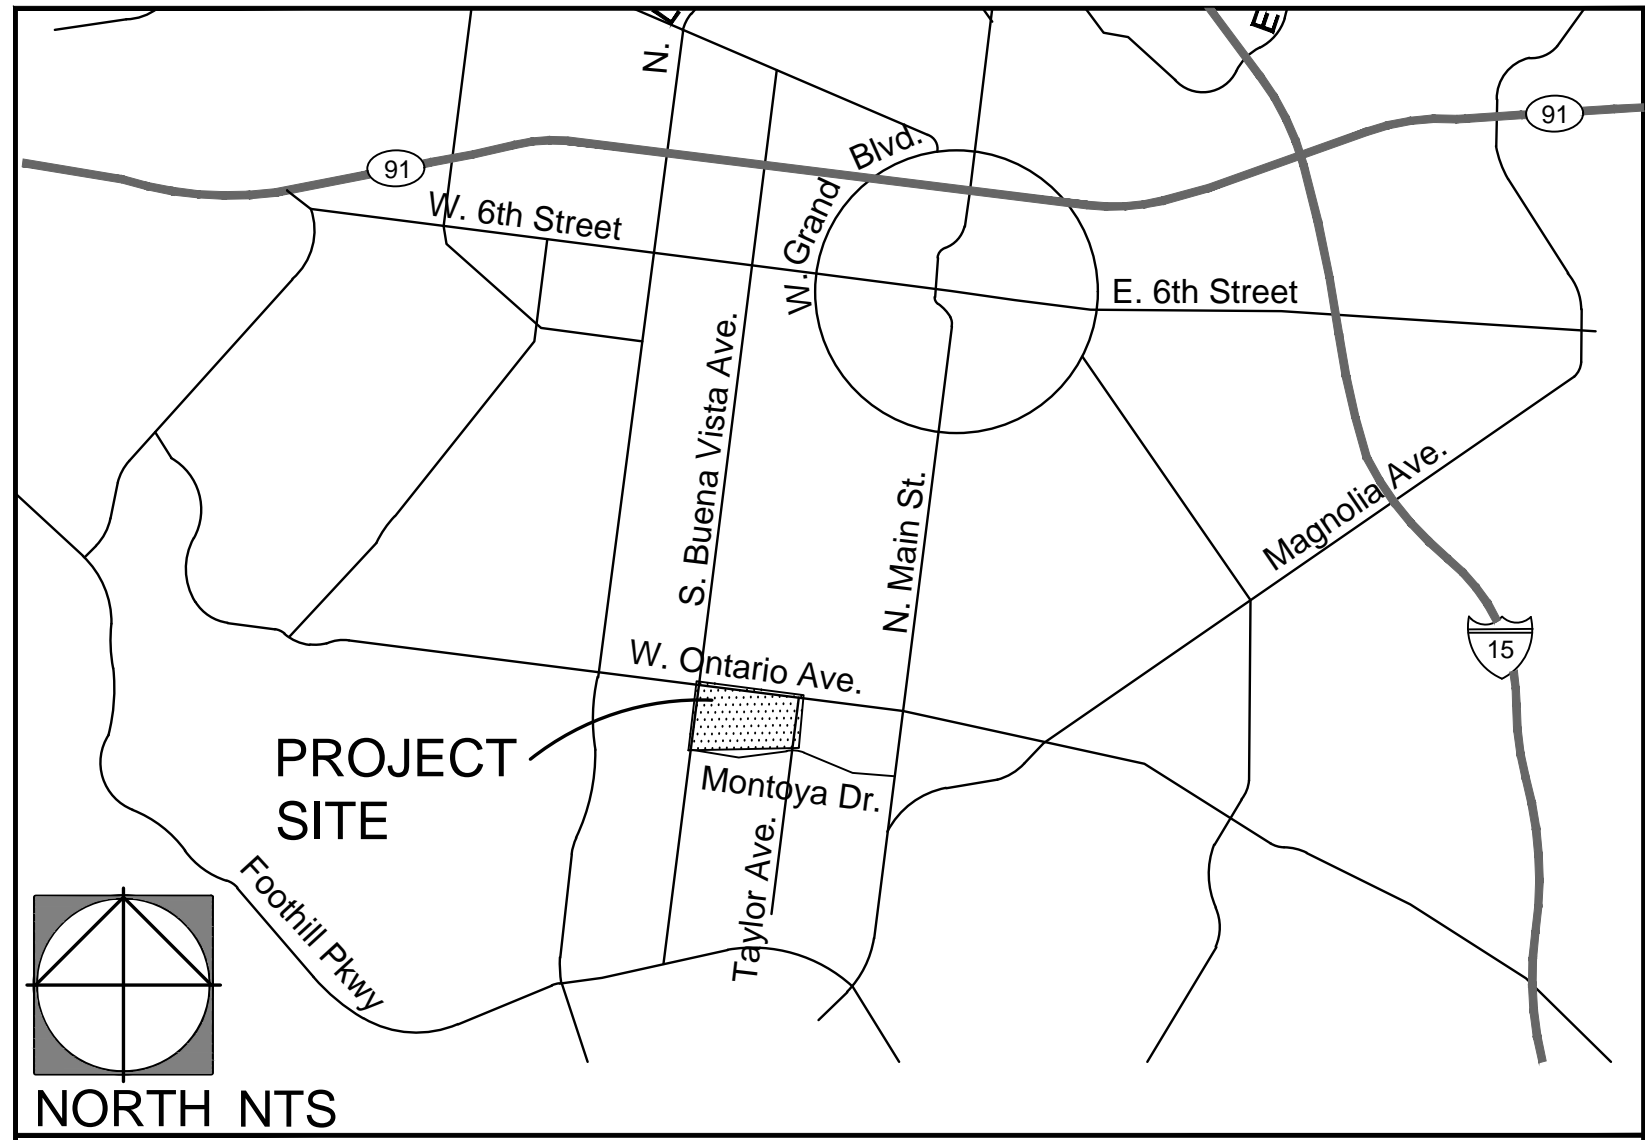 N.
91
91
Blvd.
W. 6th Street
W. Grand
E. 6th Street
S. Buena Vista Ave.
Magnolia Ave.
N. Main St.
15
W. Ontario Ave.
PROJECT
SITE
Montoya Dr.
Taylor Ave.
Foothill Pkwy
NORTH NTS